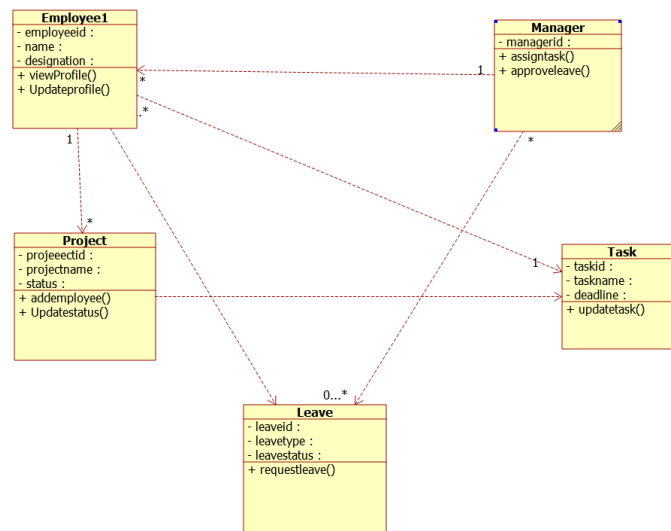 Employee1
- employeeid :
- name :
- designation :
+ viewProfile()
+ Updateprofile()
Manager
- managerid :
+ assigntask()
+ approveleave()
1
*
.*
1
*
*
Project
- projeeectid :
- projectname :
- status :
+ addemployee()
+ Updatestatus()
1
Task
- taskid :
- taskname :
- deadline :
+ updatetask()
0...*
Leave
- leaveid :
- leavetype :
- leavestatus :
+ requestleave()